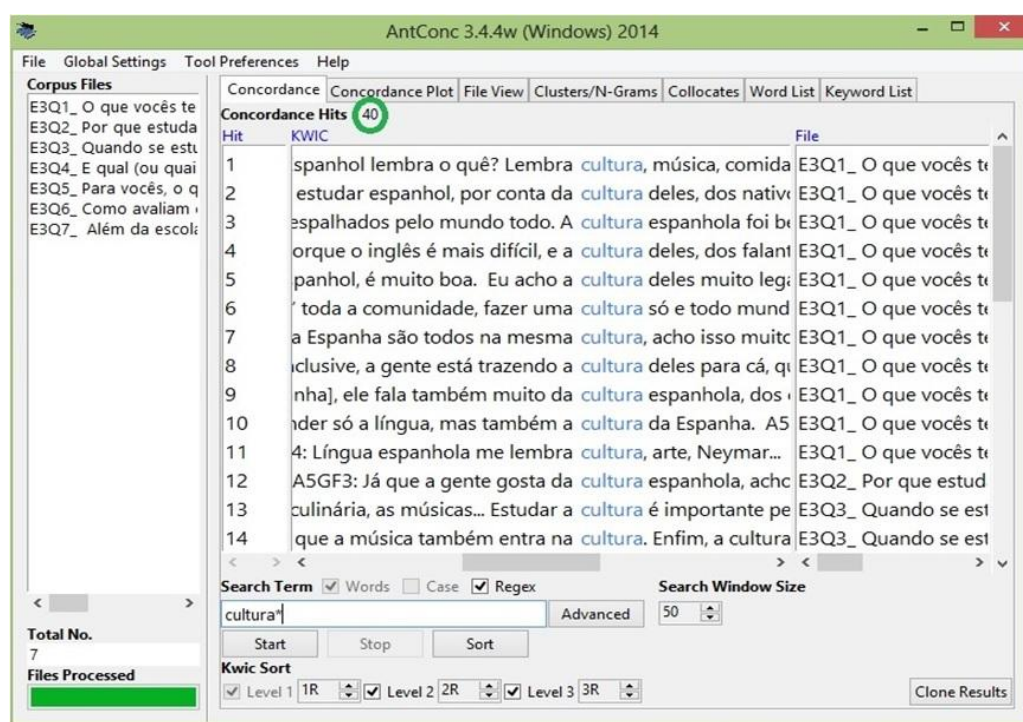 AntConc 3.4.4w (Windows) 2014
File Global Settings Tool Preferences Help
Corpus Files
E3Q1_ O que vocês te
E3Q2_ Por que estuda
E3Q3_ Quando se estu
E3Q4_ E qual (ou quai
E3Q5_ Para vocês, o q
E3Q6_ Como avaliam
E3Q7_ Além da escola
Total No.
7
Files Processed
Concordance Concordance Plot File View Clusters/N-Grams Collocates Word List Keyword List
Concordance Hits 40
Hit KWIC File
1 spanhol lembra o quê? Lembra cultura, música, comida E3Q1_ O que vocês te
2 estudar espanhol, por conta da cultura deles, dos nativo E3Q1_ O que vocês te
3 espalhados pelo mundo todo. A cultura espanhola foi be E3Q1_ O que vocês te
4 orque o inglês é mais difícil, e a cultura deles, dos falant E3Q1_ O que vocês te
5 panhol, é muito boa. Eu acho a cultura deles muito lega E3Q1_ O que vocês te
6 toda a comunidade, fazer uma cultura só e todo mund E3Q1_ O que vocês te
7 a Espanha são todos na mesma cultura, acho isso muito E3Q1_ O que vocês te
8 nclusive, a gente está trazendo a cultura deles para cá, qu E3Q1_ O que vocês te
9 nha], ele fala também muito da cultura espanhola, dos E3Q1_ O que vocês te
10 nder só a língua, mas também a cultura da Espanha. A5 E3Q1_ O que vocês te
11 4: Língua espanhola me lembra cultura, arte, Neymar... E3Q1_ O que vocês te
12 A5GF3: Já que a gente gosta da cultura espanhola, acho E3Q2_ Por que estud
13 culinária, as músicas... Estudar a cultura é importante pe E3Q3_ Quando se est
14 que a música também entra na cultura. Enfim, a cultura E3Q3_ Quando se est
Search Term Words Case Regex Search Window Size
cultura* Advanced 50
Start Stop Sort
Kwic Sort
Level 1 1R Level 2 2R Level 3 3R Clone Results